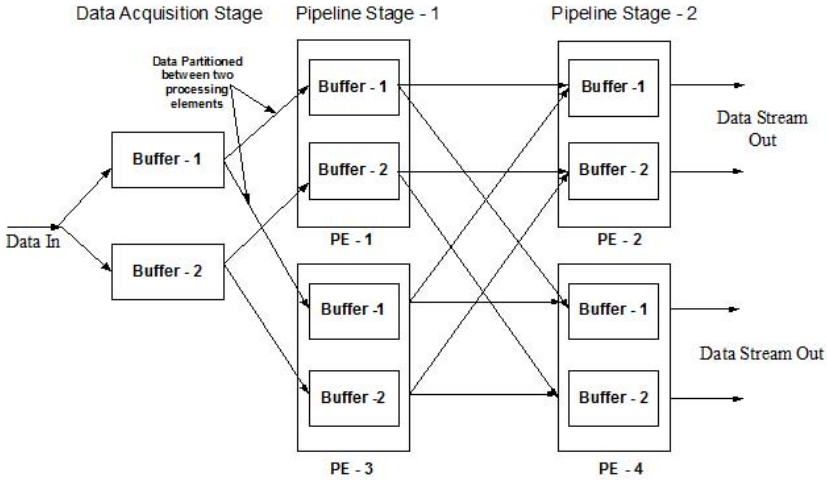 Data Acquisition Stage
Pipeline Stage - 1
Pipeline Stage - 2
Data Partitioned
between two
processing
elements
Buffer - 1
Buffer - 2
Data In
Buffer - 1
Buffer - 2
PE - 1
Buffer -1
Buffer -2
PE - 3
Buffer -1
Buffer - 2
PE - 2
Buffer - 1
Buffer - 2
PE - 4
Data Stream
Out
Data Stream Out